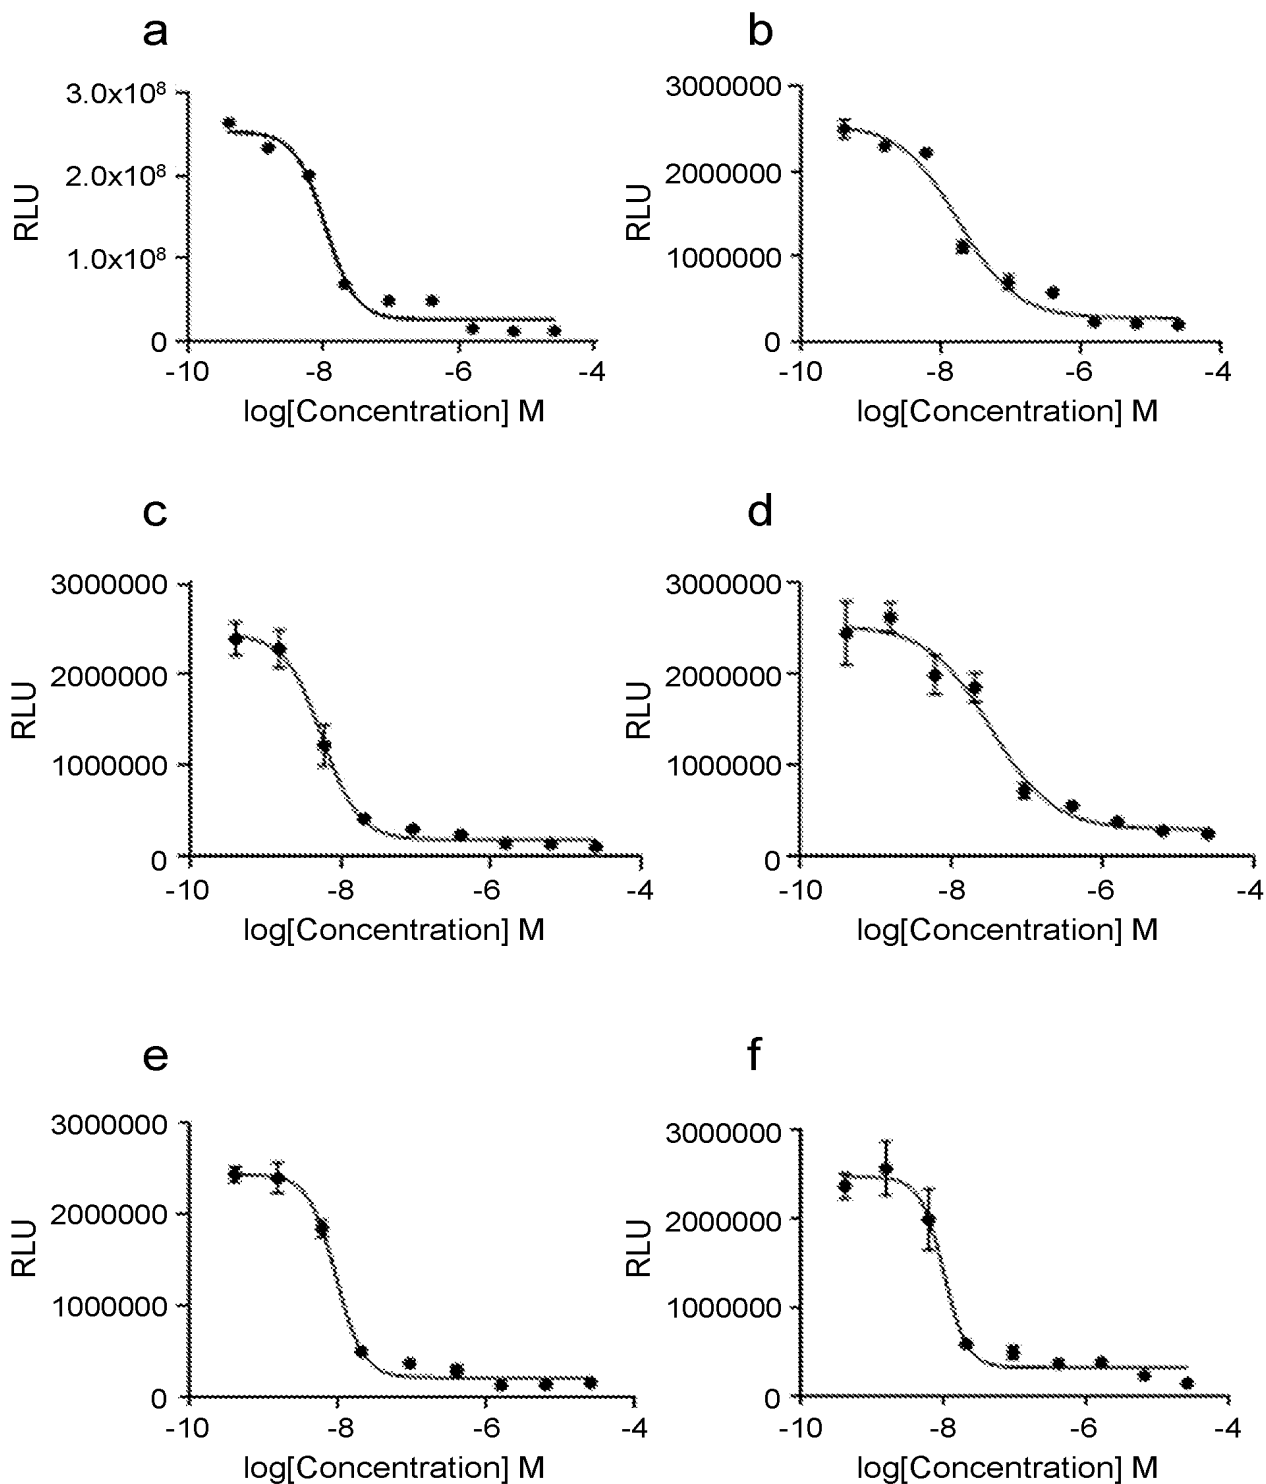 a
3.0x10⁸
2.0x10⁸
1.0x10⁸
0
RLU
-10 -8 -6 -4
log[Concentration] M
b
3000000
2000000
1000000
0
RLU
-10 -8 -6 -4
log[Concentration] M
c
3000000
2000000
1000000
0
RLU
-10 -8 -6 -4
log[Concentration] M
d
3000000
2000000
1000000
0
RLU
-10 -8 -6 -4
log[Concentration] M
e
3000000
2000000
1000000
0
RLU
-10 -8 -6 -4
log[Concentration] M
f
3000000
2000000
1000000
0
RLU
-10 -8 -6 -4
log[Concentration] M